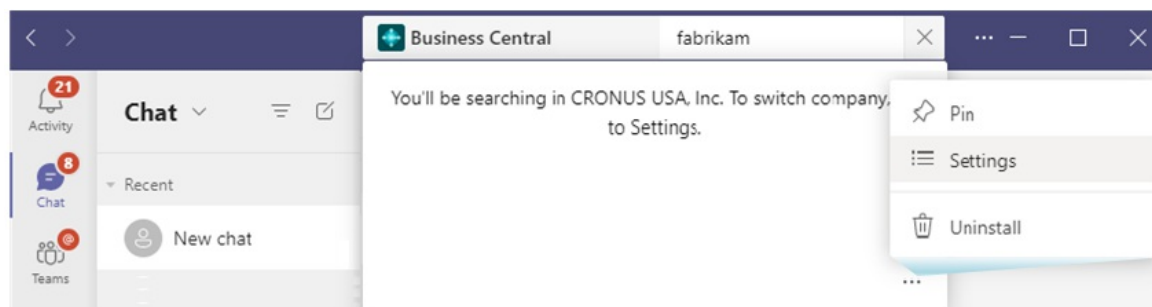 Business Central
fabrikam
21
Activity
Chat
You'll be searching in CRONUS USA, Inc. To switch company,
to Settings.
Pin
Settings
8
Chat
Recent
New chat
Uninstall
@
Teams